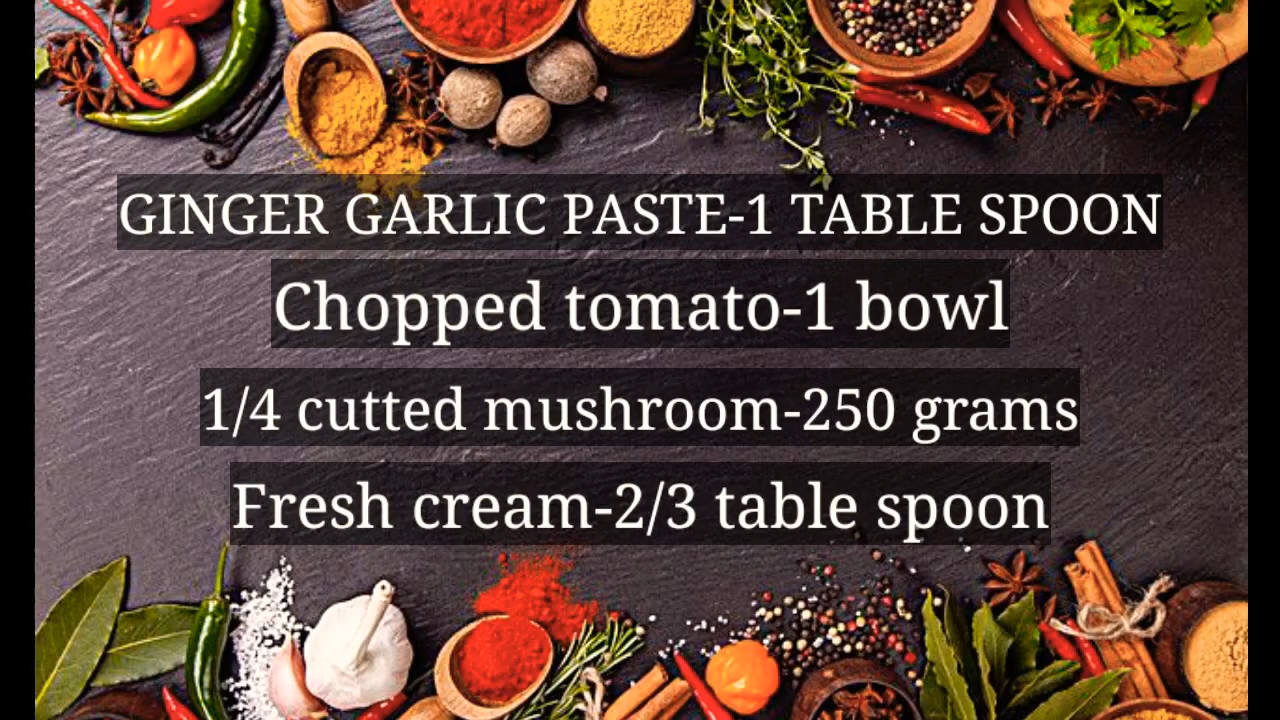 GINGER GARLIC PASTE-1 TABLE SPOON
Chopped tomato-1 bowl
1/4 cutted mushroom-250 grams
Fresh cream-2/3 table spoon